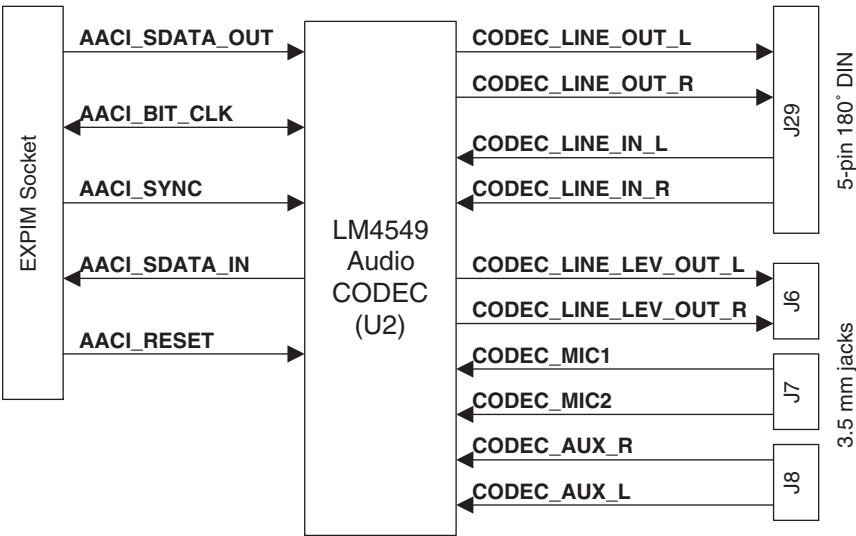 EXPIM Socket
AACI_SDATA_OUT
AACI_BIT_CLK
AACI_SYNC
AACI_SDATA_IN
AACI_RESET
LM4549
Audio
CODEC
(U2)
CODEC_LINE_OUT_L
CODEC_LINE_OUT_R
CODEC_LINE_IN_L
CODEC_LINE_IN_R
J29
5-pin 180˚ DIN
CODEC_LINE_LEV_OUT_L
CODEC_LINE_LEV_OUT_R
J6
CODEC_MIC1
CODEC_MIC2
J7
CODEC_AUX_R
CODEC_AUX_L
J8
3.5 mm jacks